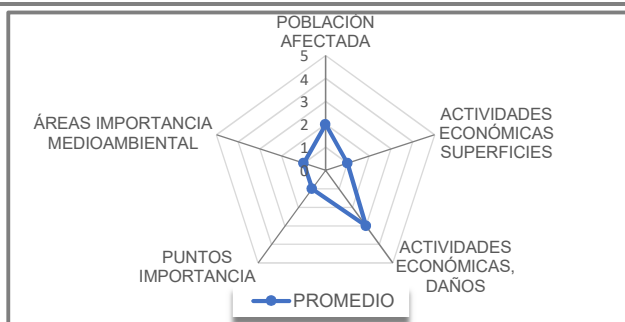 POBLACIÓN
AFECTADA
5
4
3
2
1
0
ACTIVIDADES
ECONÓMICAS
SUPERFICIES
ACTIVIDADES
ECONÓMICAS,
DAÑOS
PUNTOS
IMPORTANCIA
ÁREAS IMPORTANCIA
MEDIOAMBIENTAL
PROMEDIO